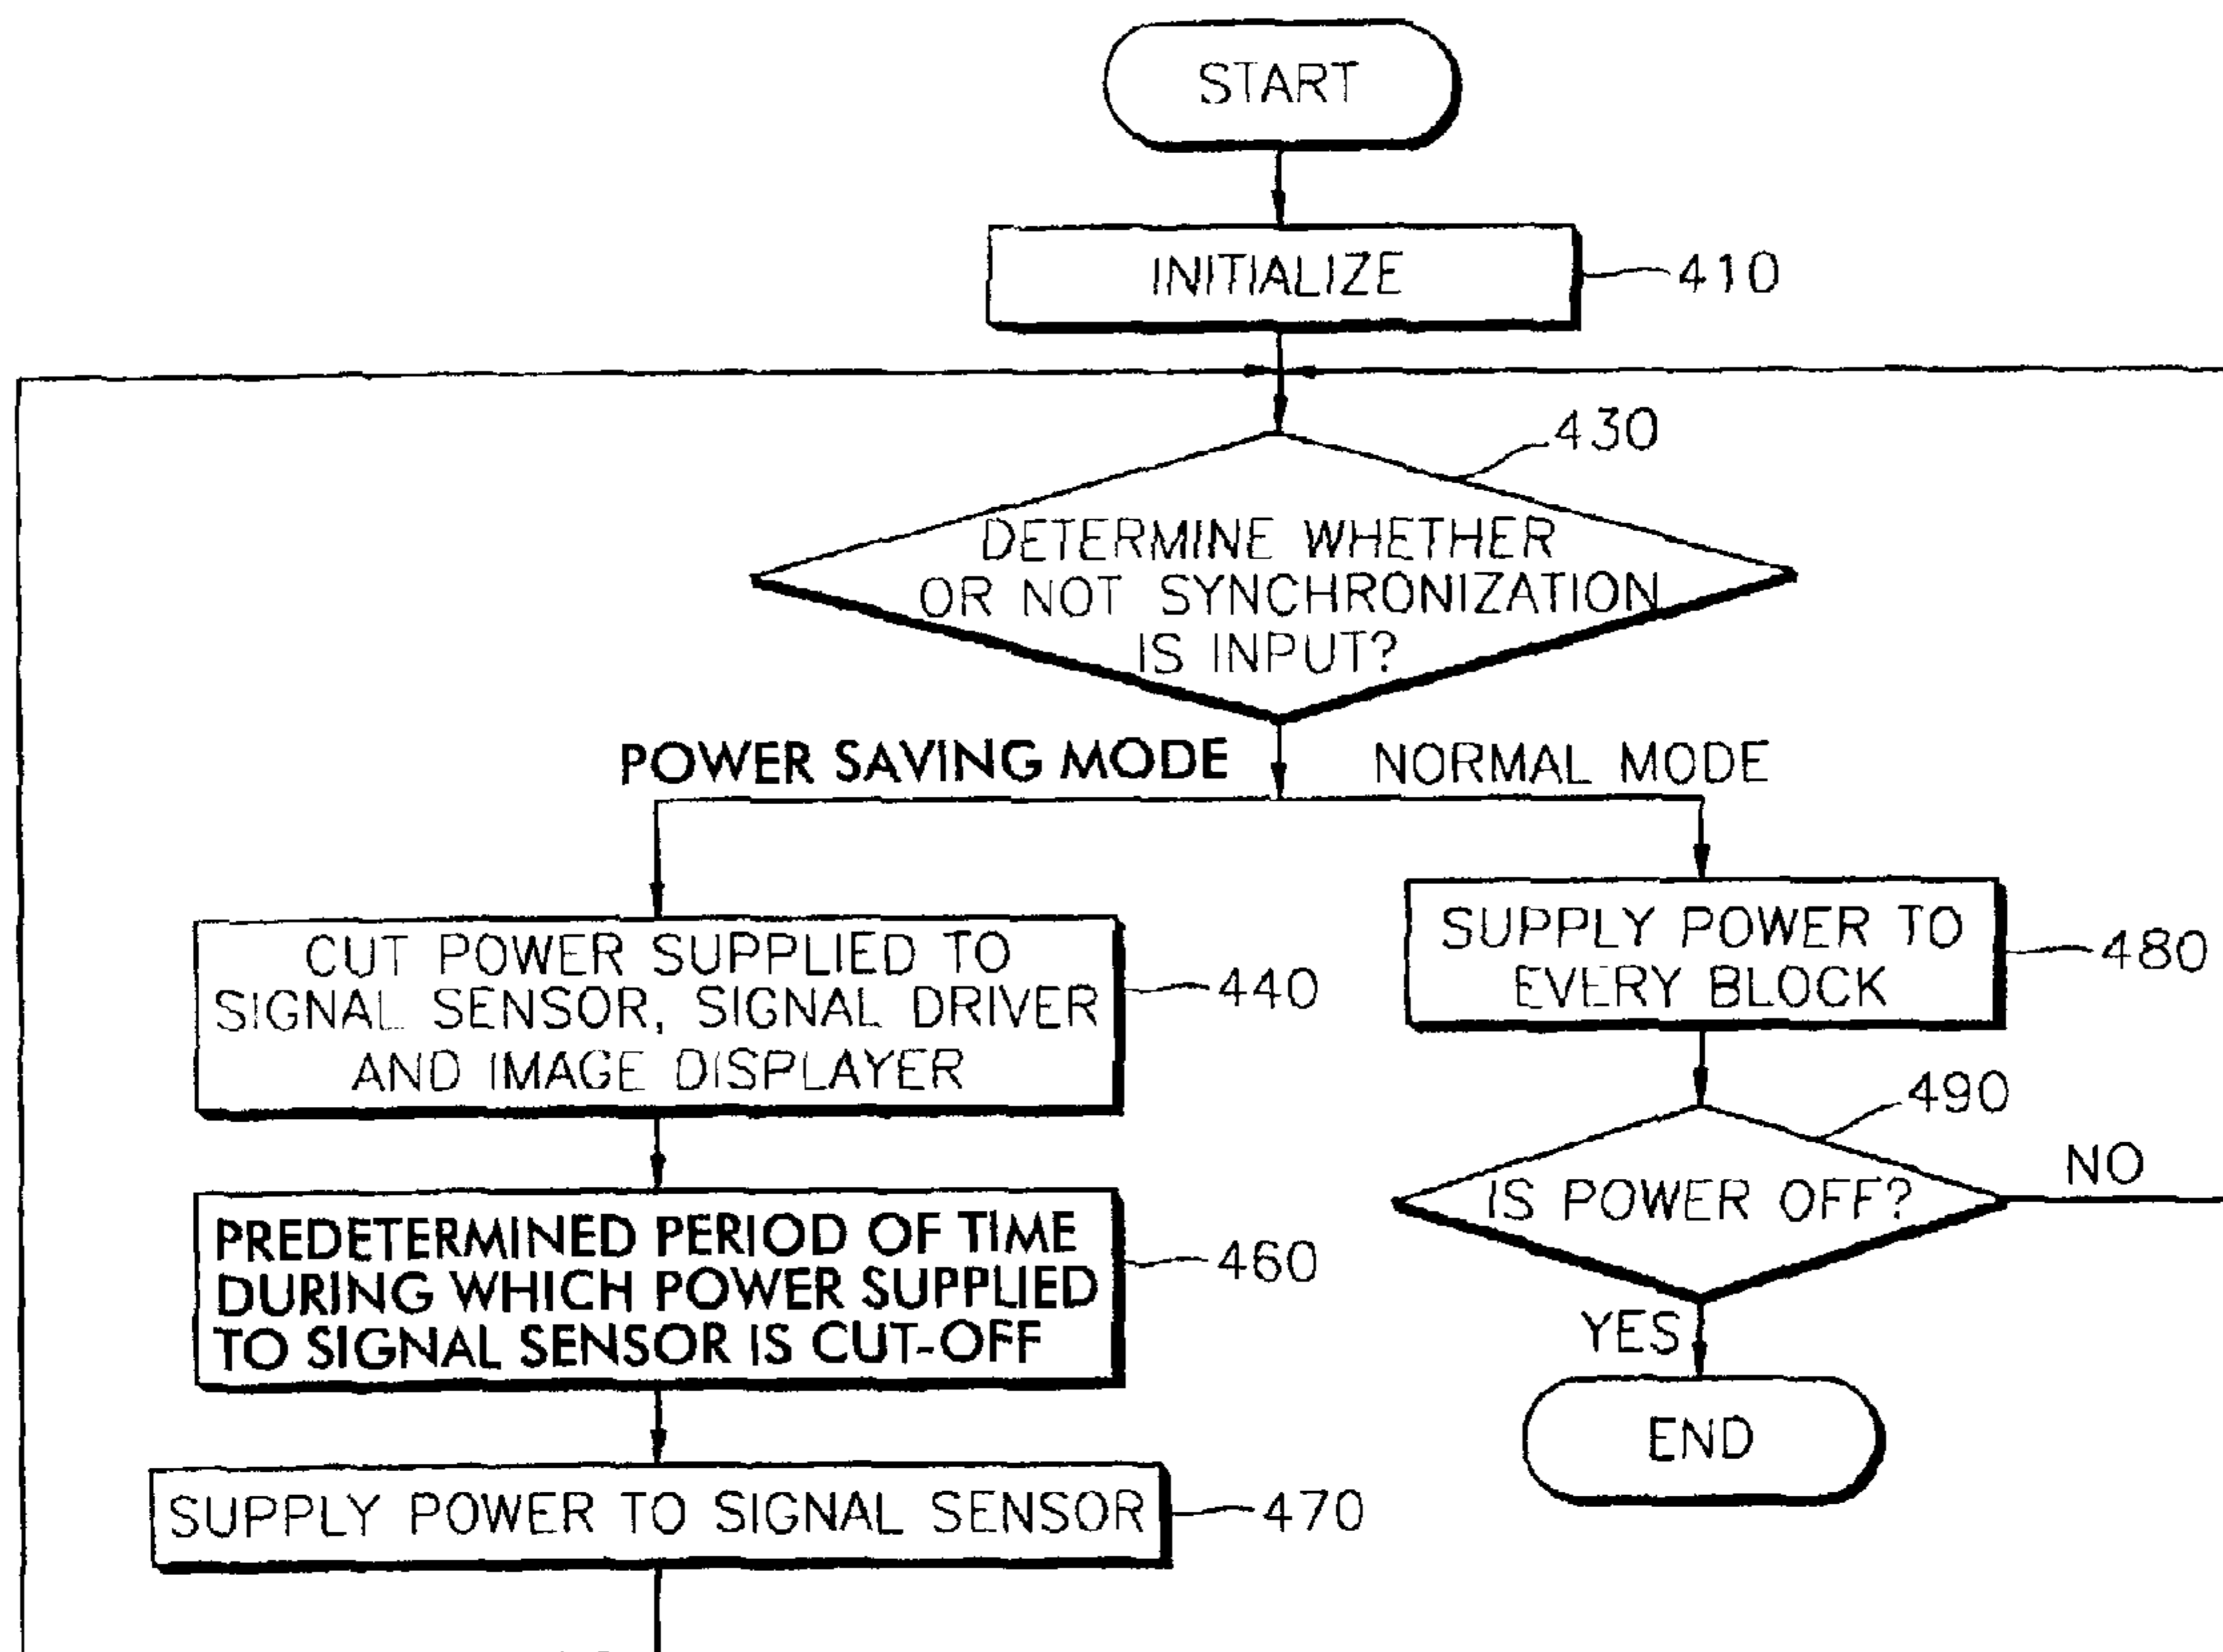 START
INITIALIZE
410
430
DETERMINE WHETHER
OR NOT SYNCHRONIZATION
IS INPUT?
POWER SAVING MODE
NORMAL MODE
CUT POWER SUPPLIED TO
SIGNAL SENSOR, SIGNAL DRIVER
AND IMAGE DISPLAYER
440
SUPPLY POWER TO
EVERY BLOCK
480
PREDETERMINED PERIOD OF TIME
DURING WHICH POWER SUPPLIED
TO SIGNAL SENSOR IS CUT-OFF
460
490
IS POWER OFF?
NO
YES
END
SUPPLY POWER TO SIGNAL SENSOR
470